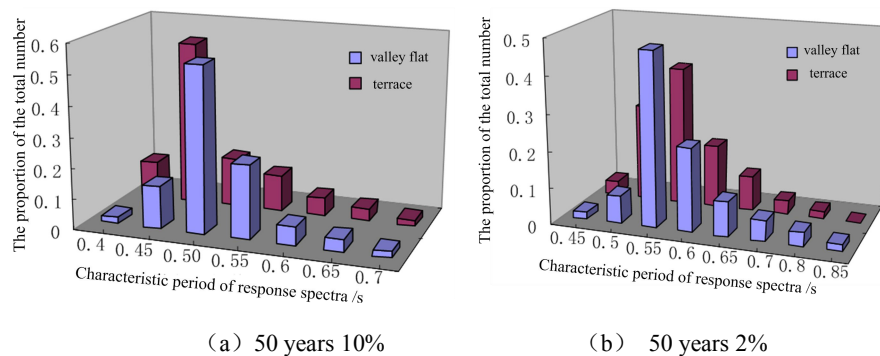 The proportion of the total number
0.6
0.5
0.4
0.3
0.2
0.1
0
valley flat
terrace
0.4
0.45
0.50
0.55
0.6
0.65
0.7
Characteristic period of response spectra /s
(a) 50 years 10%
The proportion of the total number
0.5
0.4
0.3
0.2
0.1
0
valley flat
terrace
0.45
0.5
0.55
0.6
0.65
0.7
0.8
0.85
Characteristic period of response spectra /s
(b) 50 years 2%